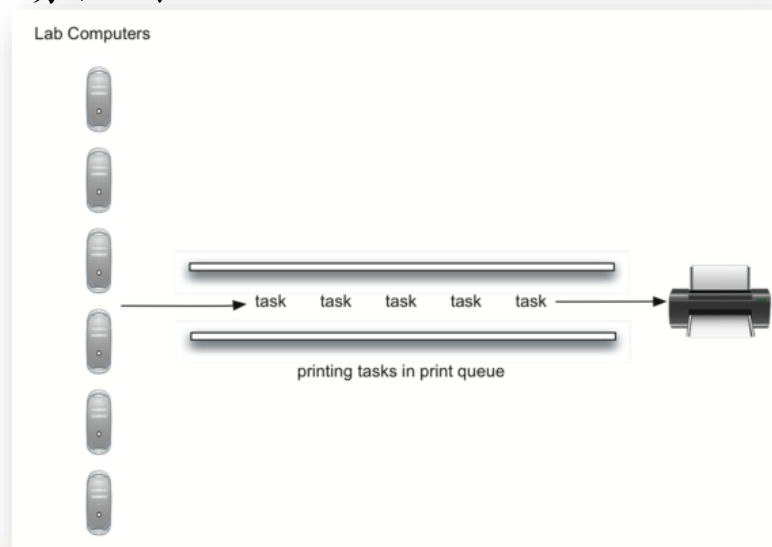 Lab Computers
task task task task task
printing tasks in print queue